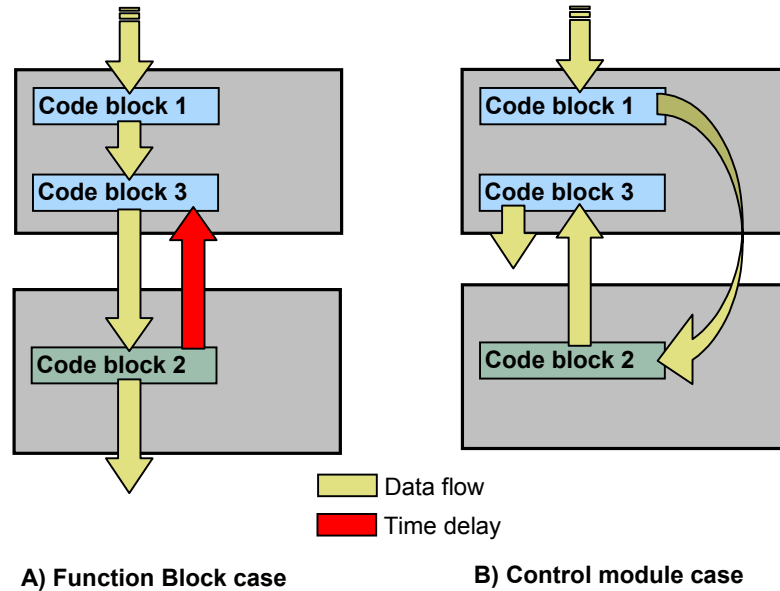 Code block 1
Code block 3
Code block 2
Code block 1
Code block 3
Code block 2
Data flow
Time delay
A) Function Block case
B) Control module case